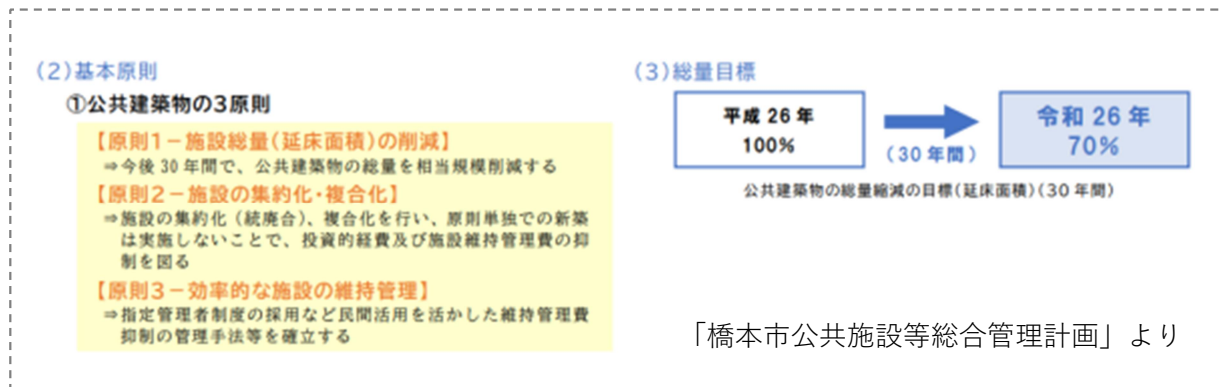 (2)基本原則
①公共建築物の3原則
【原則1－施設総量(延床面積)の削減】
⇒今後 30 年間で、公共建築物の総量を相当規模削減する
【原則2－施設の集約化・複合化】
⇒施設の集約化（統廃合）、複合化を行い、原則単独での新築
は実施しないことで、投資的経費及び施設維持管理費の抑
制を図る
【原則3－効率的な施設の維持管理】
⇒指定管理者制度の採用など民間活用を活かした維持管理費
抑制の管理手法等を確立する
(3)総量目標
平成 26 年
100%
(30 年間)
令和 26 年
70%
公共建築物の総量縮減の目標(延床面積)(30 年間)
「橋本市公共施設等総合管理計画」より